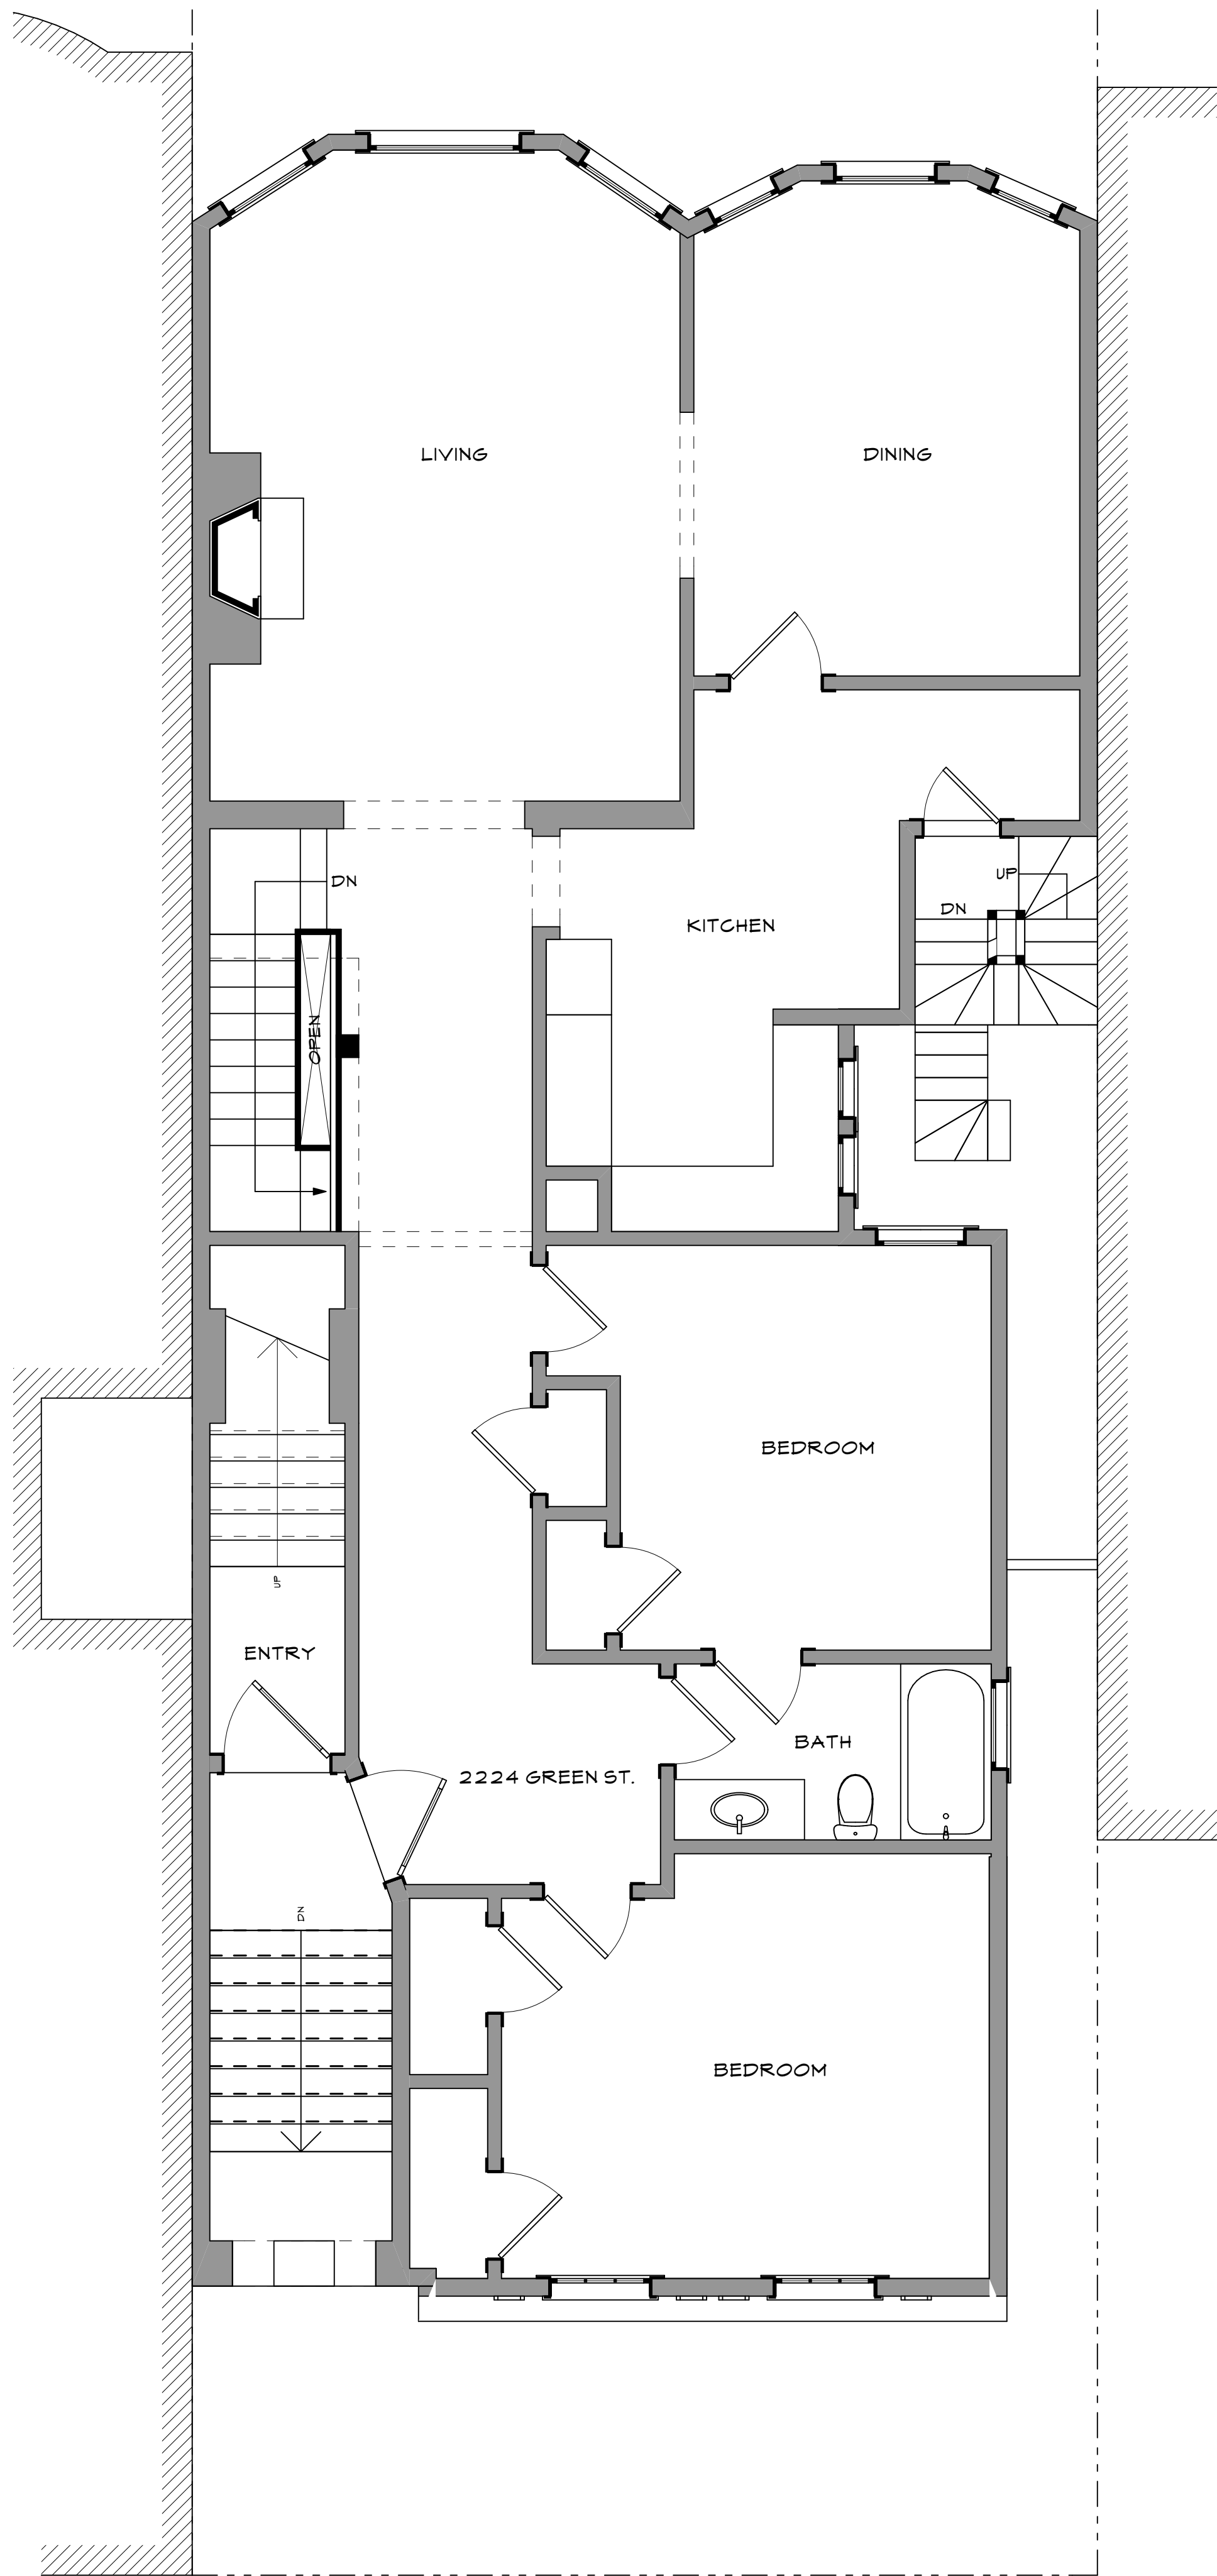 LIVING
DINING
DN
UP
DN
KITCHEN
OPEN
BEDROOM
UP
ENTRY
BATH
2224 GREEN ST.
DN
BEDROOM